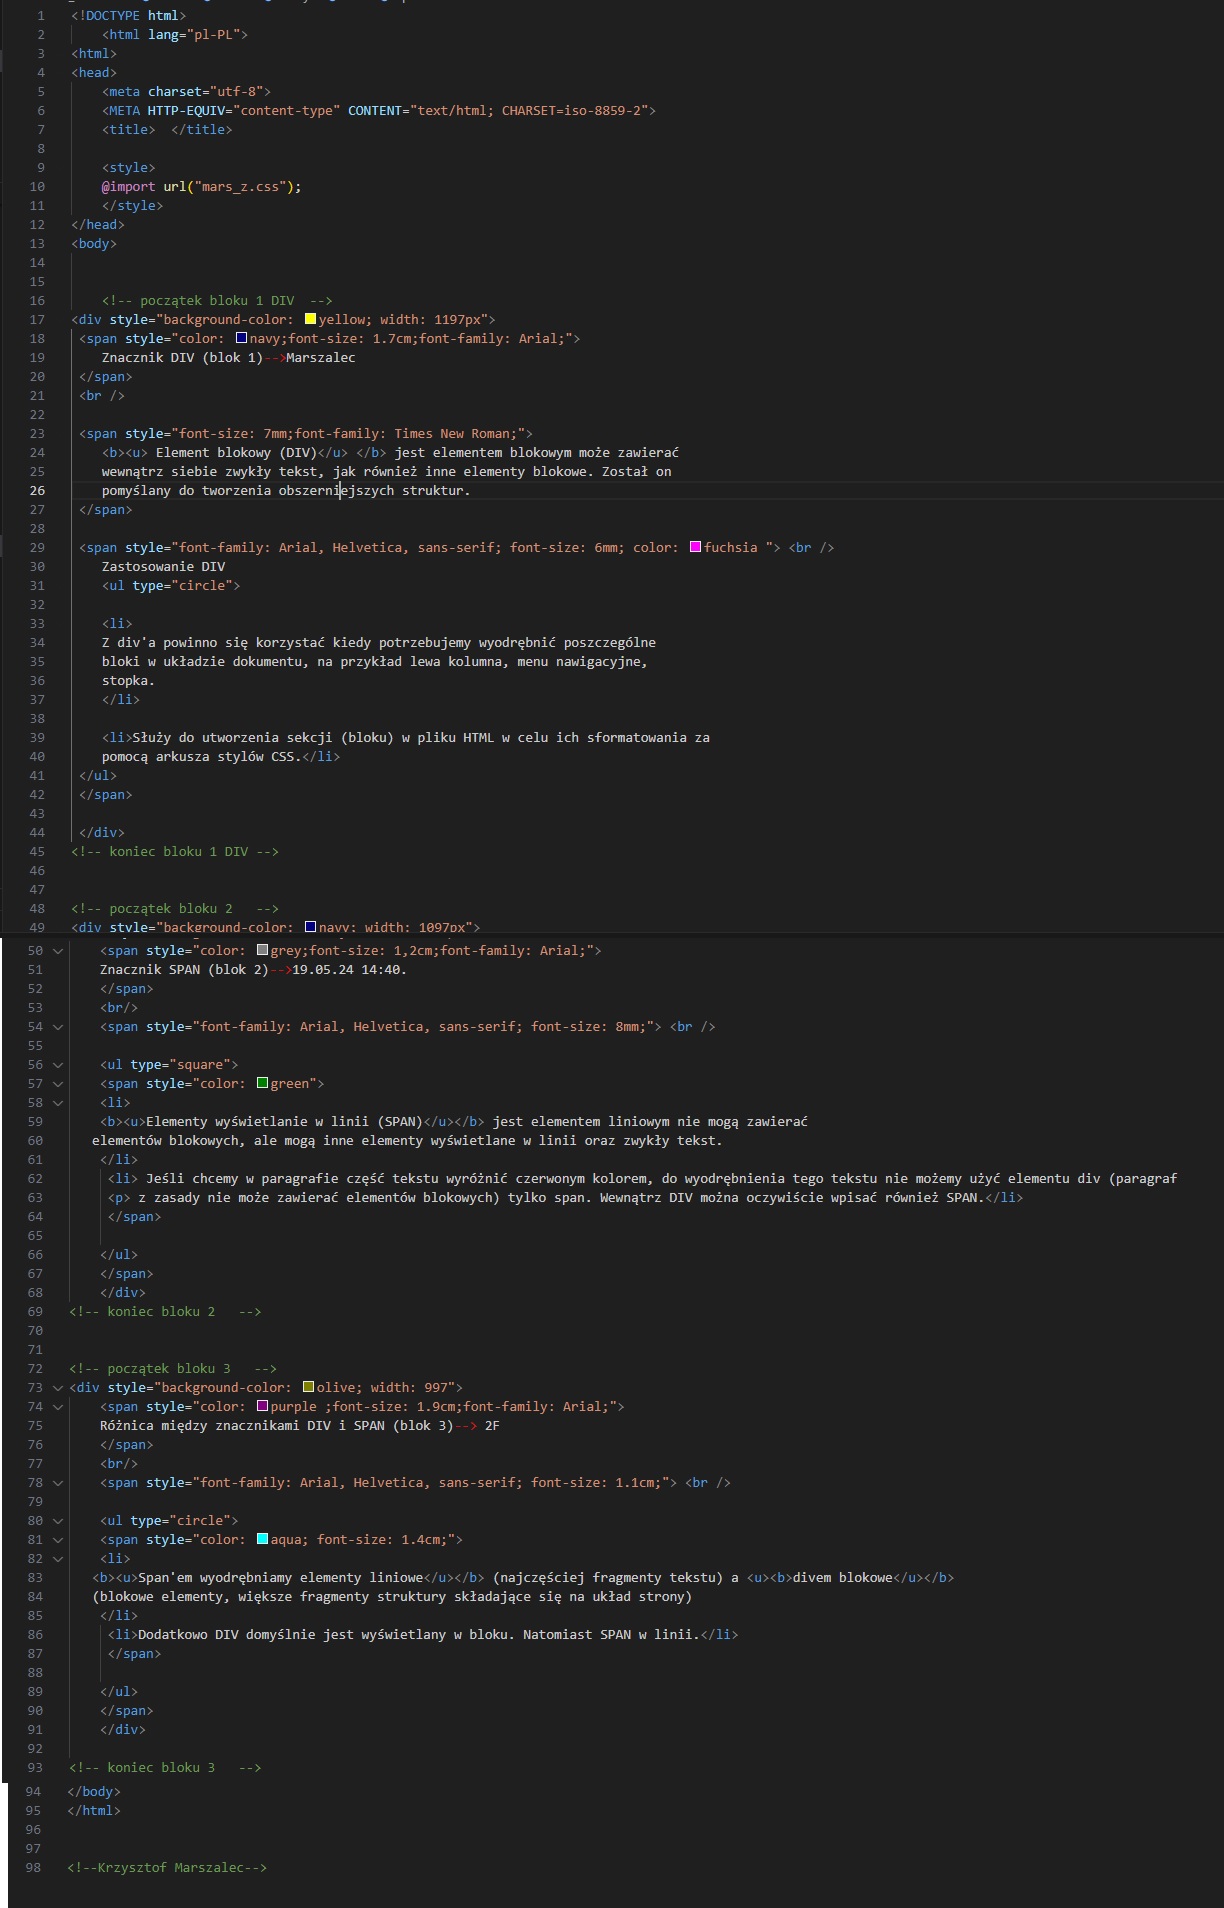 1 <!DOCTYPE html>
2 <html lang="pl-PL">
3 <html>
4 <head>
5 <meta charset="utf-8">
6 <META HTTP-EQUIV="content-type" CONTENT="text/html; CHARSET=iso-8859-2">
7 <title>  </title>
8
9 <style>
10 @import url("mars_z.css");
11 </style>
12 </head>
13 <body>
14
15
16 <!-- początek bloku 1 DIV  -->
17 <div style="background-color: yellow; width: 1197px">
18 <span style="color: navy;font-size: 1.7cm;font-family: Arial;">
19 Znacznik DIV (blok 1)-->Marszalec
20 </span>
21 <br />
22
23 <span style="font-size: 7mm;font-family: Times New Roman;">
24 <b><u> Element blokowy (DIV)</u> </b> jest elementem blokowym może zawierać
25 wewnątrz siebie zwykły tekst, jak również inne elementy blokowe. Został on
26 pomyślany do tworzenia obszerniejszych struktur.
27 </span>
28
29 <span style="font-family: Arial, Helvetica, sans-serif; font-size: 6mm; color: fuchsia "> <br />
30 Zastosowanie DIV
31 <ul type="circle">
32
33 <li>
34 Z div'a powinno się korzystać kiedy potrzebujemy wyodrębnić poszczególne
35 bloki w układzie dokumentu, na przykład lewa kolumna, menu nawigacyjne,
36 stopka.
37 </li>
38
39 <li>Służy do utworzenia sekcji (bloku) w pliku HTML w celu ich sformatowania za
40 pomocą arkusza stylów CSS.</li>
41 </ul>
42 </span>
43
44 </div>
45 <!-- koniec bloku 1 DIV -->
46
47
48 <!-- początek bloku 2   -->
49 <div style="background-color: navy; width: 1097px">
50 <span style="color: grey;font-size: 1,2cm;font-family: Arial;">
51 Znacznik SPAN (blok 2)-->19.05.24 14:40.
52 </span>
53 <br/>
54 <span style="font-family: Arial, Helvetica, sans-serif; font-size: 8mm;"> <br />
55
56 <ul type="square">
57 <span style="color: green">
58 <li>
59 <b><u>Elementy wyświetlanie w linii (SPAN)</u></b> jest elementem liniowym nie mogą zawierać
60 elementów blokowych, ale mogą inne elementy wyświetlane w linii oraz zwykły tekst.
61 </li>
62 <li> Jeśli chcemy w paragrafie część tekstu wyróżnić czerwonym kolorem, do wyodrębnienia tego tekstu nie możemy użyć elementu div (paragraf
63 <p> z zasady nie może zawierać elementów blokowych) tylko span. Wewnątrz DIV można oczywiście wpisać również SPAN.</li>
64 </span>
65
66 </ul>
67 </span>
68 </div>
69 <!-- koniec bloku 2   -->
70
71
72 <!-- początek bloku 3   -->
73 <div style="background-color: olive; width: 997">
74 <span style="color: purple ;font-size: 1.9cm;font-family: Arial;">
75 Różnica między znacznikami DIV i SPAN (blok 3)--> 2F
76 </span>
77 <br/>
78 <span style="font-family: Arial, Helvetica, sans-serif; font-size: 1.1cm;"> <br />
79
80 <ul type="circle">
81 <span style="color: aqua; font-size: 1.4cm;">
82 <li>
83 <b><u>Span'em wyodrębniamy elementy liniowe</u></b> (najczęściej fragmenty tekstu) a <u><b>divem blokowe</u></b>
84 (blokowe elementy, większe fragmenty struktury składające się na układ strony)
85 </li>
86 <li>Dodatkowo DIV domyślnie jest wyświetlany w bloku. Natomiast SPAN w linii.</li>
87 </span>
88
89 </ul>
90 </span>
91 </div>
92
93 <!-- koniec bloku 3   -->
94 </body>
95 </html>
96
97
98 <!--Krzysztof Marszalec-->